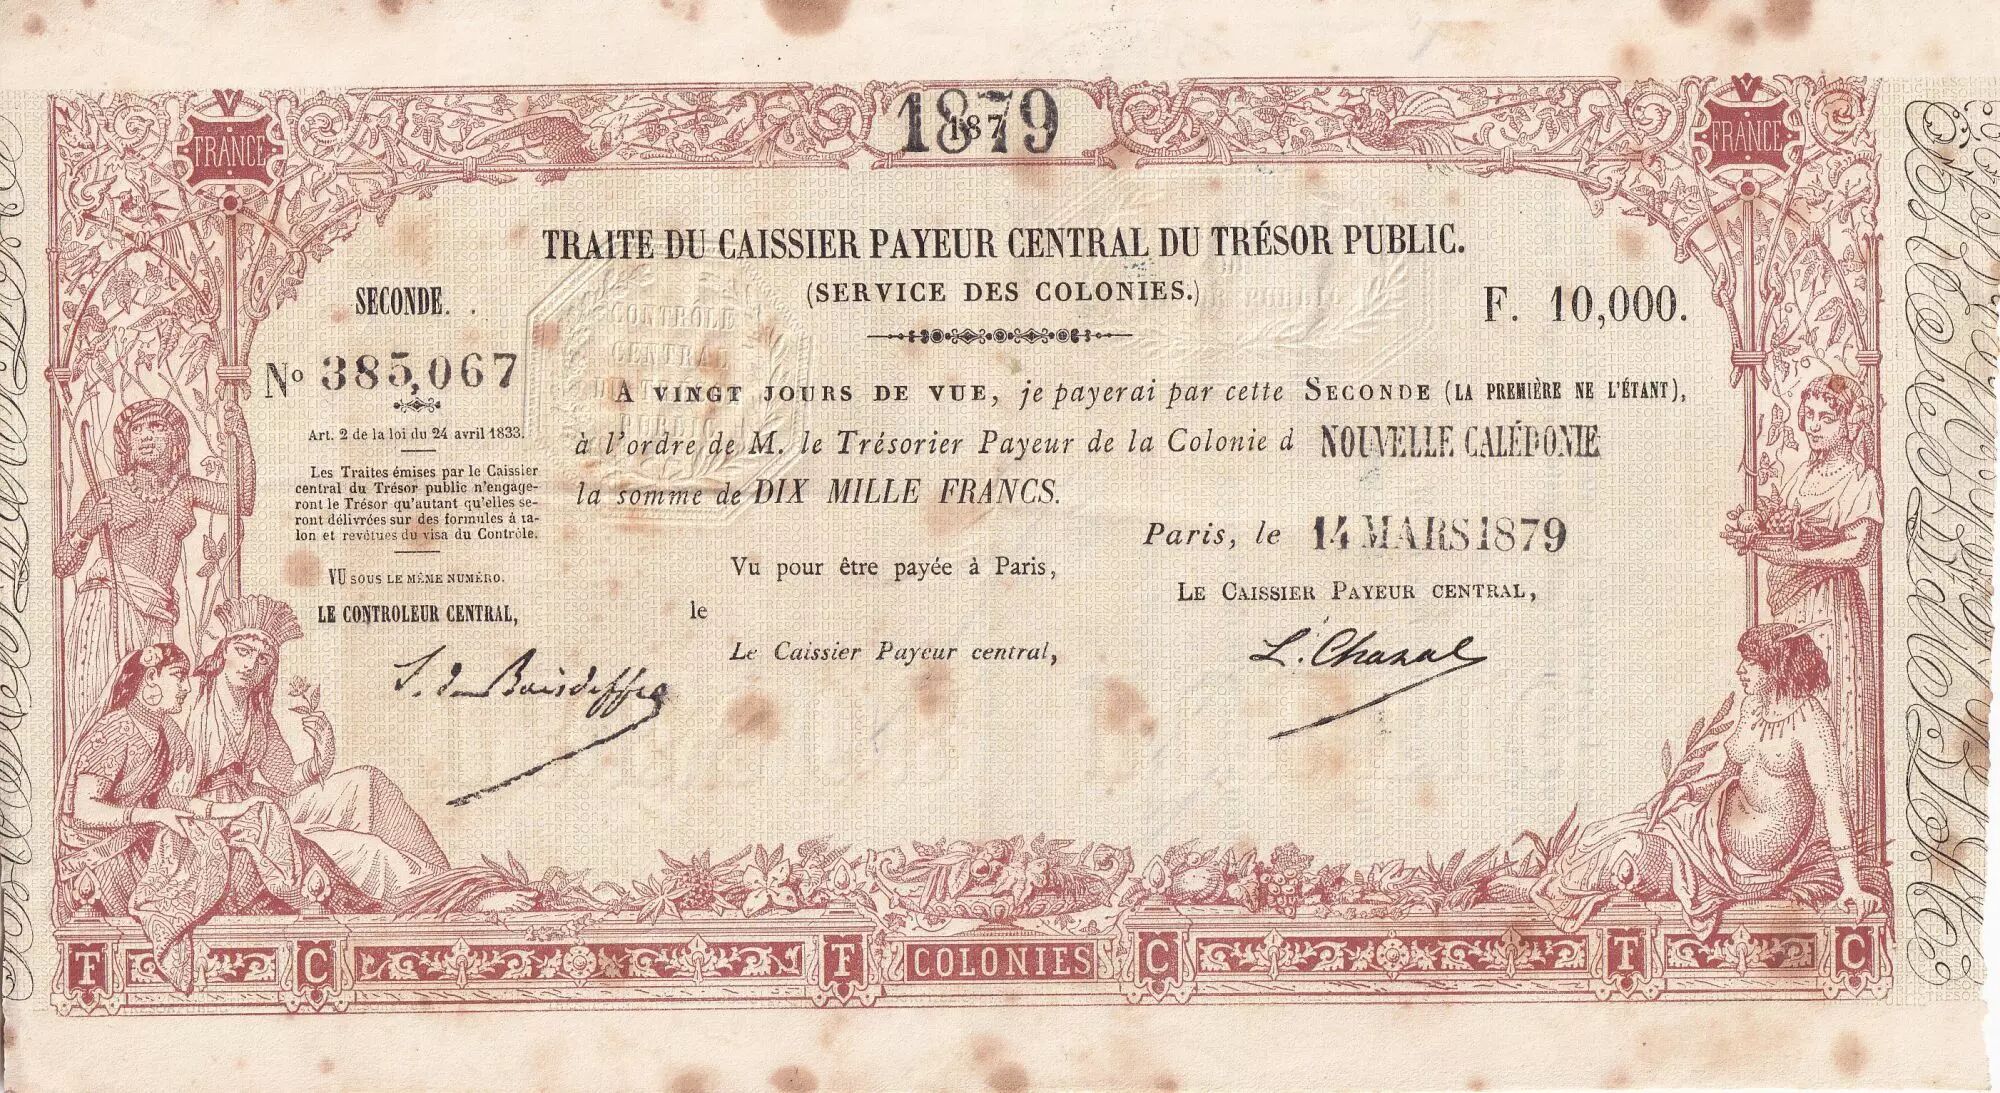 1879
187
FRANCE
FRANCE
TRAITE DU CAISSIER PAYEUR CENTRAL DU TRÉSOR PUBLIC.
(SERVICE DES COLONIES.)
SECONDE.
F. 10,000.
No 385,067
Art. 2 de la loi du 24 avril 1833.
Les Traites émises par le Caissier
central du Trésor public n'engage-
ront le Trésor qu'autant qu'elles se-
ront délivrées sur des formules à ta-
lon et revêtues du visa du Contrôle.
VU SOUS LE MÊME NUMÉRO.
LE CONTROLEUR CENTRAL,
CONTROLE
CENTRAL
DU TRESOR
PUBLIC
A VINGT JOURS DE VUE, je payerai par cette SECONDE (LA PREMIÈRE NE L'ÉTANT),
à l'ordre de M. le Trésorier Payeur de la Colonie d NOUVELLE CALÉDONIE
la somme de DIX MILLE FRANCS.
Paris, le 14 MARS 1879
Vu pour être payée à Paris,
le
Le Caissier Payeur central,
LE CAISSIER PAYEUR CENTRAL,
L. Chazal
T C F COLONIES C T C